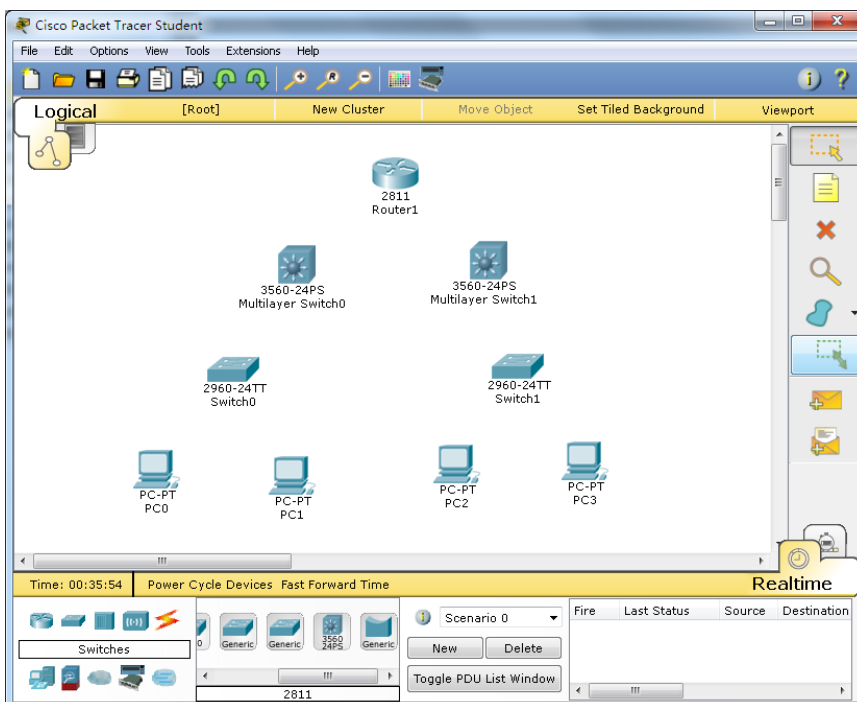 Cisco Packet Tracer Student
File Edit Options View Tools Extensions Help
Logical [Root] New Cluster Move Object Set Tiled Background Viewport
2811
Router1
3560-24PS
Multilayer Switch0
3560-24PS
Multilayer Switch1
2960-24TT
Switch0
2960-24TT
Switch1
PC-PT
PC0
PC-PT
PC1
PC-PT
PC2
PC-PT
PC3
Time: 00:35:54 Power Cycle Devices Fast Forward Time Realtime
Switches
Generic Generic 3560 24PS Generic
2811
Scenario 0
New Delete
Toggle PDU List Window
Fire Last Status Source Destination